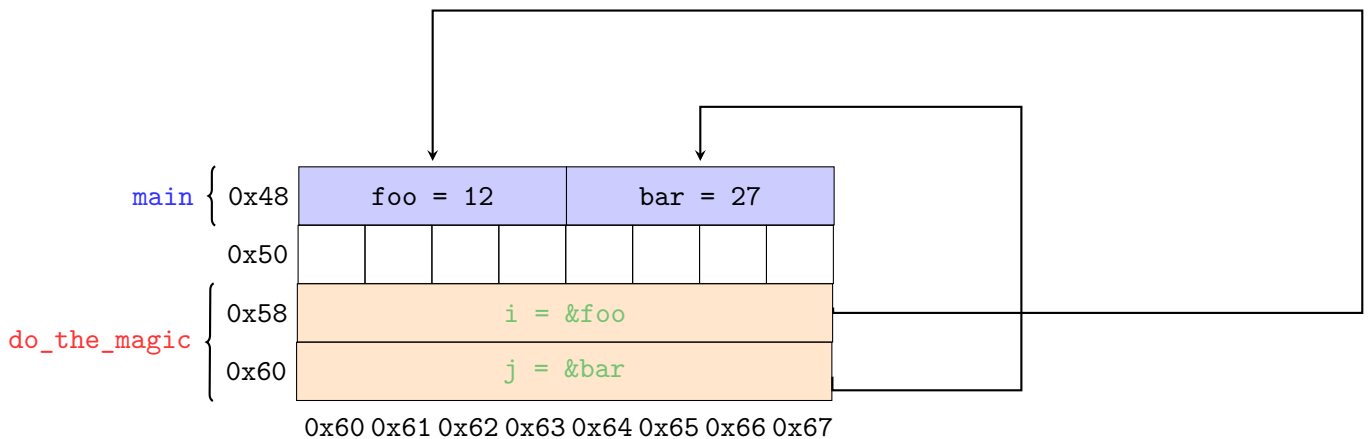 main 0x48 foo = 12 bar = 27
0x50
0x58 i = &foo
do_the_magic
0x60 j = &bar
0x60 0x61 0x62 0x63 0x64 0x65 0x66 0x67